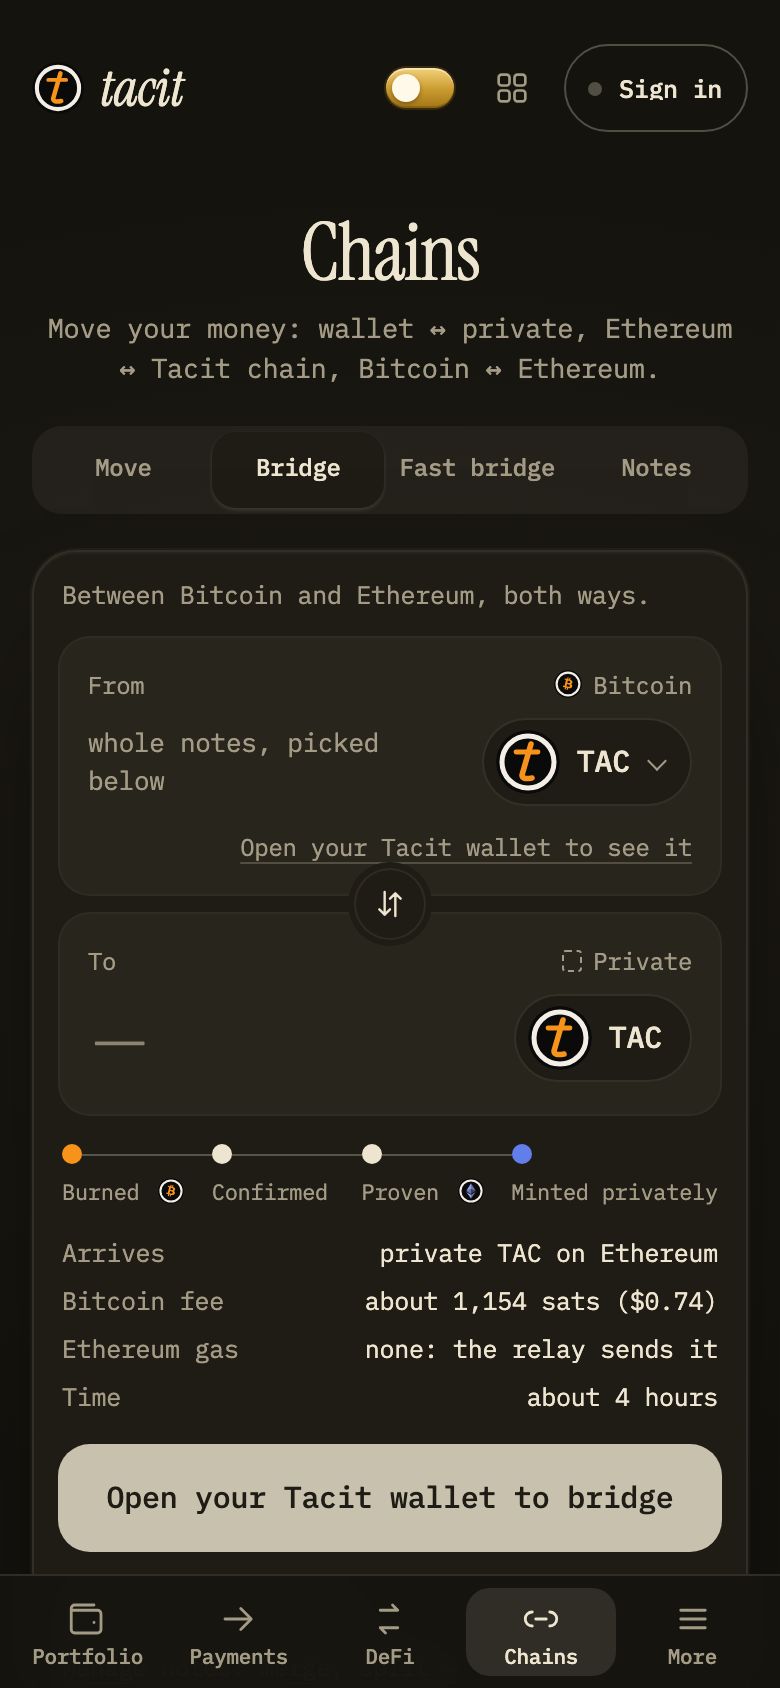 tacit
Sign in
Chains
Move your money: wallet ↔ private, Ethereum
↔ Tacit chain, Bitcoin ↔ Ethereum.
Move
Bridge
Fast bridge
Notes
Between Bitcoin and Ethereum, both ways.
From
Bitcoin
whole notes, picked
below
TAC
Open your Tacit wallet to see it
To
Private
—
TAC
Burned
Confirmed
Proven
Minted privately
Arrives
private TAC on Ethereum
Bitcoin fee
about 1,154 sats ($0.74)
Ethereum gas
none: the relay sends it
Time
about 4 hours
Open your Tacit wallet to bridge
Portfolio
Payments
DeFi
Chains
More